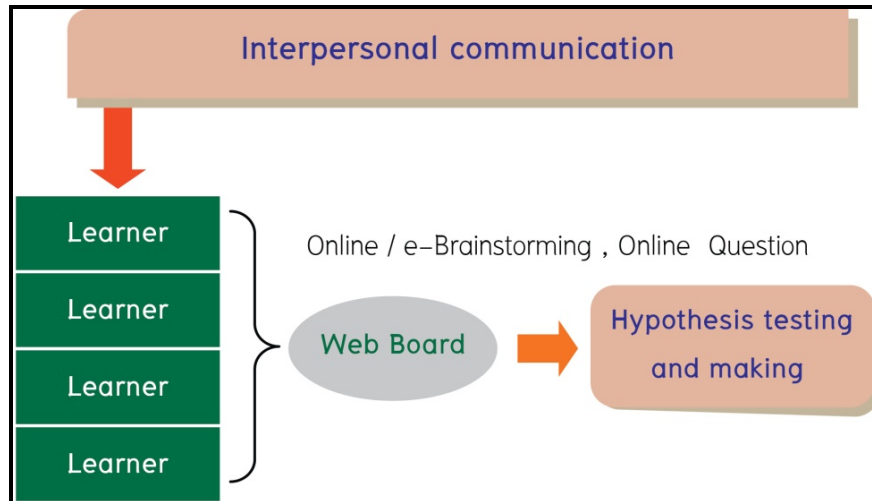 Interpersonal communication
Learner
Learner
Learner
Learner
Online / e-Brainstorming , Online Question
Web Board
Hypothesis testing
and making